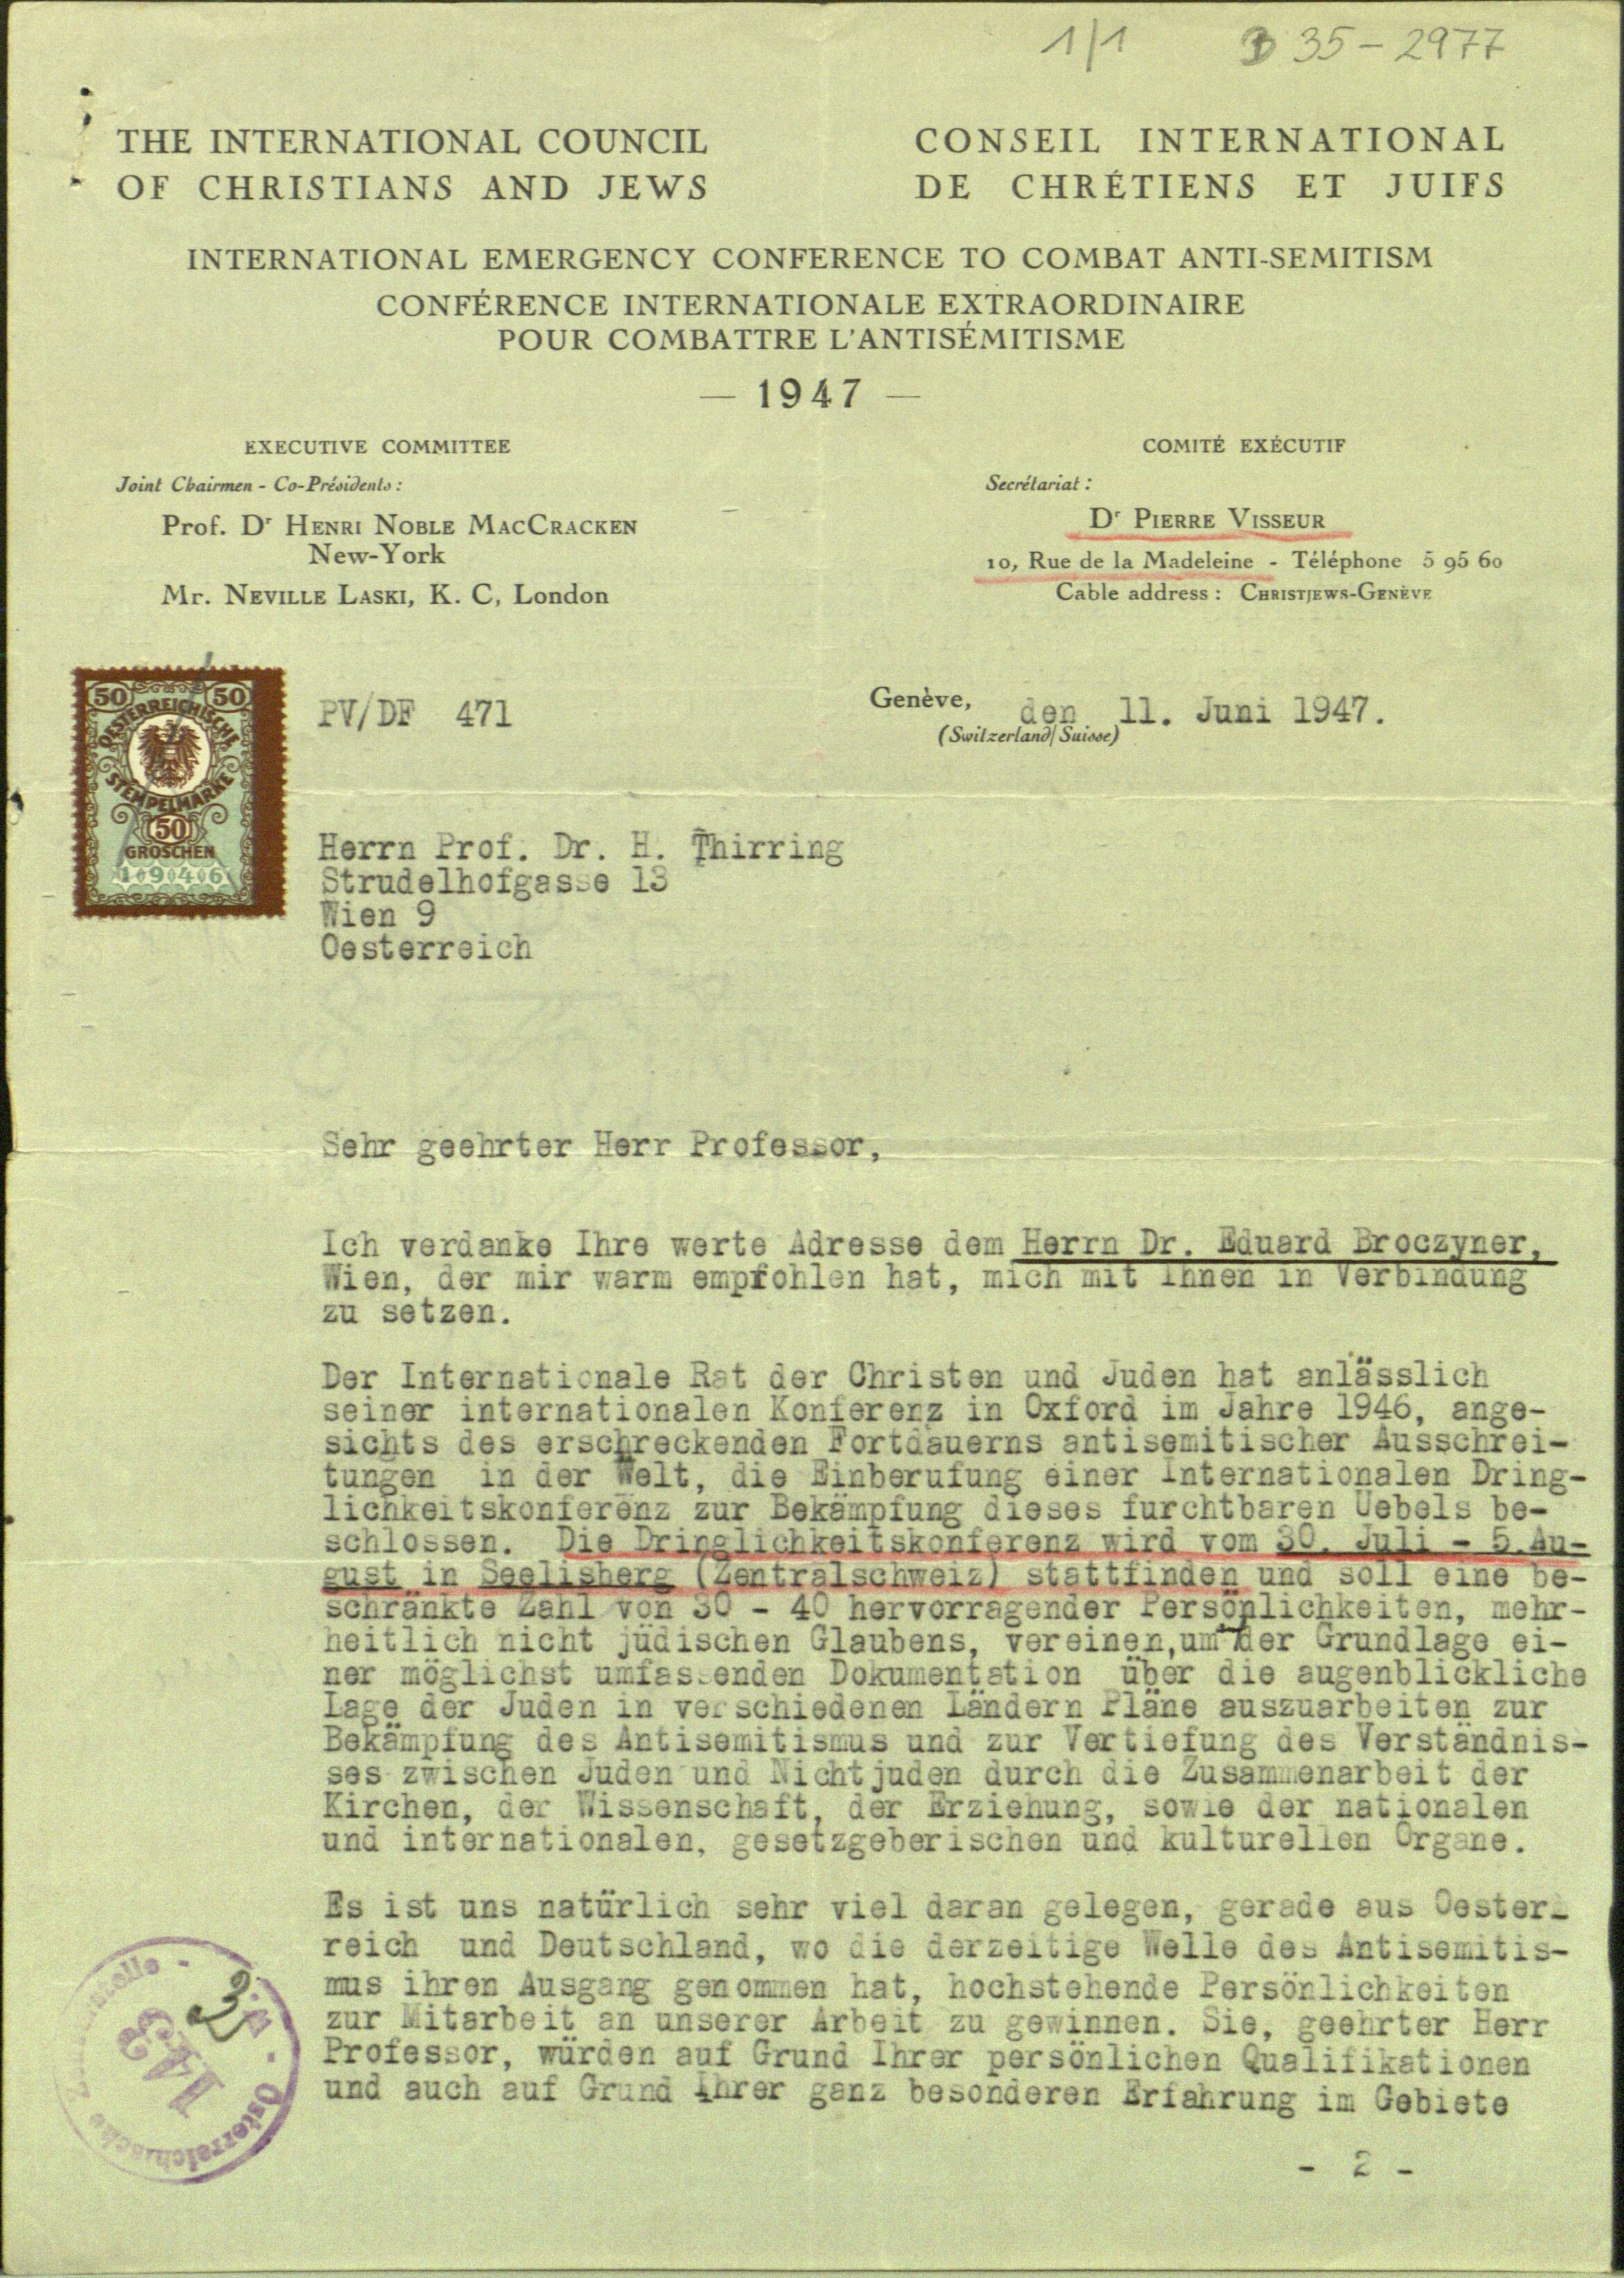 1/1 B 35-2977
THE INTERNATIONAL COUNCIL
OF CHRISTIANS AND JEWS
CONSEIL INTERNATIONAL
DE CHRÉTIENS ET JUIFS
INTERNATIONAL EMERGENCY CONFERENCE TO COMBAT ANTI-SEMITISM
CONFÉRENCE INTERNATIONALE EXTRAORDINAIRE
POUR COMBATTRE L'ANTISÉMITISME
— 1947 —
EXECUTIVE COMMITTEE
Joint Chairmen - Co-Présidents :
Prof. Dr HENRI NOBLE MACCRACKEN
New-York
Mr. NEVILLE LASKI, K. C, London
COMITÉ EXÉCUTIF
Secrétariat :
Dr PIERRE VISSEUR
10, Rue de la Madeleine - Téléphone 5 95 60
Cable address : CHRISTJEWS-GENÈVE
50 50
OESTERREICHISCHE
STEMPELMARKE
50
GROSCHEN
1946
PV/DF 471
Genève, den 11. Juni 1947.
(Switzerland/Suisse)
Herrn Prof. Dr. H. Thirring
Strudelhofgasse 13
Wien 9
Oesterreich
Sehr geehrter Herr Professor,
Ich verdanke Ihre werte Adresse dem Herrn Dr. Eduard Broczyner,
Wien, der mir warm empfohlen hat, mich mit Ihnen in Verbindung
zu setzen.
Der Internationale Rat der Christen und Juden hat anlässlich
seiner internationalen Konferenz in Oxford im Jahre 1946, ange-
sichts des erschreckenden Fortdauerns antisemitischer Ausschrei-
tungen in der Welt, die Einberufung einer Internationalen Dring-
lichkeitskonferenz zur Bekämpfung dieses furchtbaren Uebels be-
schlossen. Die Dringlichkeitskonferenz wird vom 30. Juli - 5.Au-
gust in Seelisberg (Zentralschweiz) stattfinden und soll eine be-
schränkte Zahl von 30 - 40 hervorragender Persönlichkeiten, mehr-
heitlich nicht jüdischen Glaubens, vereinen,um der Grundlage ei-
ner möglichst umfassenden Dokumentation über die augenblickliche
Lage der Juden in verschiedenen Ländern Pläne auszuarbeiten zur
Bekämpfung des Antisemitismus und zur Vertiefung des Verständnis-
ses zwischen Juden und Nichtjuden durch die Zusammenarbeit der
Kirchen, der Wissenschaft, der Erziehung, sowie der nationalen
und internationalen, gesetzgeberischen und kulturellen Organe.
Es ist uns natürlich sehr viel daran gelegen, gerade aus Oester-
reich und Deutschland, wo die derzeitige Welle des Antisemitis-
mus ihren Ausgang genommen hat, hochstehende Persönlichkeiten
zur Mitarbeit an unserer Arbeit zu gewinnen. Sie, geehrter Herr
Professor, würden auf Grund Ihrer persönlichen Qualifikationen
und auch auf Grund Ihrer ganz besonderen Erfahrung im Gebiete
143
Österreichische
- 2 -